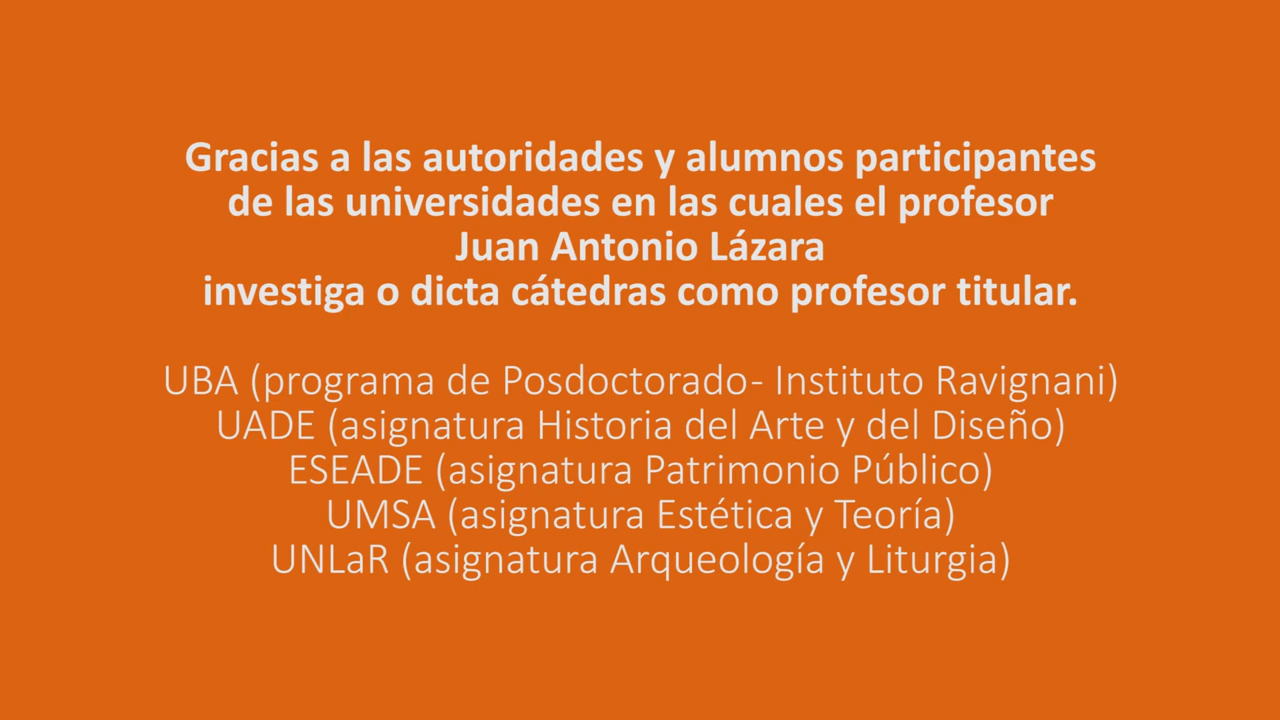 Gracias a las autoridades y alumnos participantes
de las universidades en las cuales el profesor
Juan Antonio Lázara
investiga o dicta cátedras como profesor titular.
UBA (programa de Posdoctorado- Instituto Ravignani)
UADE (asignatura Historia del Arte y del Diseño)
ESEADE (asignatura Patrimonio Público)
UMSA (asignatura Estética y Teoría)
UNLaR (asignatura Arqueología y Liturgia)